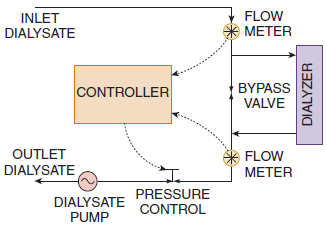 INLET
DIALYSATE
FLOW
METER
CONTROLLER
BYPASS
VALVE
DIALYZER
OUTLET
DIALYSATE
FLOW
METER
DIALYSATE
PUMP
PRESSURE
CONTROL